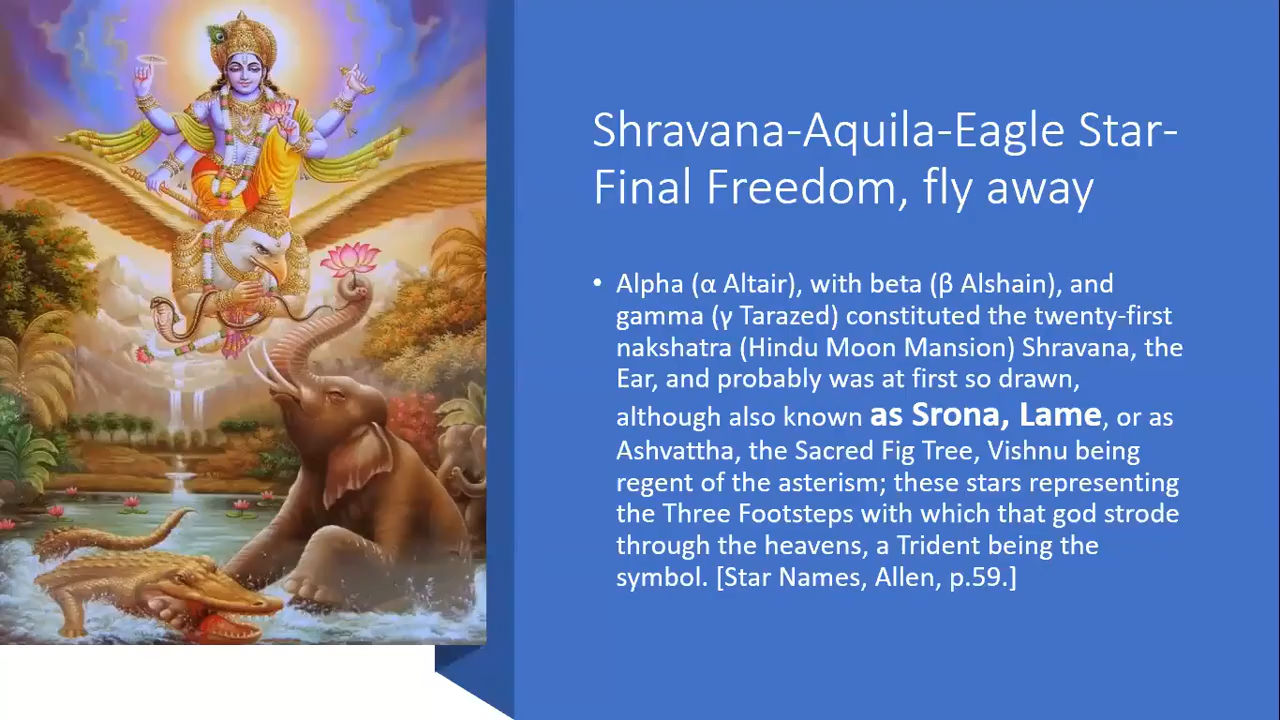 Shravana-Aquila-Eagle Star-
Final Freedom, fly away
• Alpha (α Altair), with beta (β Alshain), and
gamma (γ Tarazed) constituted the twenty-first
nakshatra (Hindu Moon Mansion) Shravana, the
Ear, and probably was at first so drawn,
although also known as Srona, Lame, or as
Ashvattha, the Sacred Fig Tree, Vishnu being
regent of the asterism; these stars representing
the Three Footsteps with which that god strode
through the heavens, a Trident being the
symbol. [Star Names, Allen, p.59.]